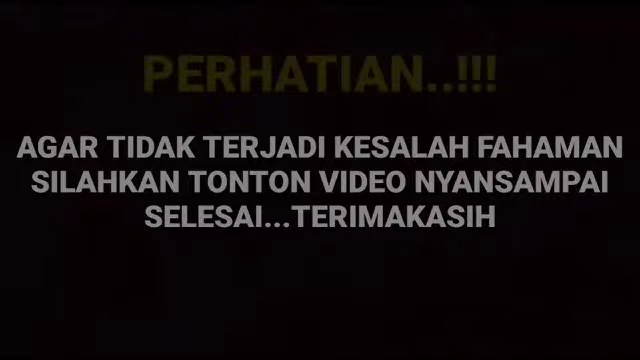 PERHATIAN..!!!
AGAR TIDAK TERJADI KESALAH FAHAMAN
SILAHKAN TONTON VIDEO NYANSAMPAI
SELESAI...TERIMAKASIH